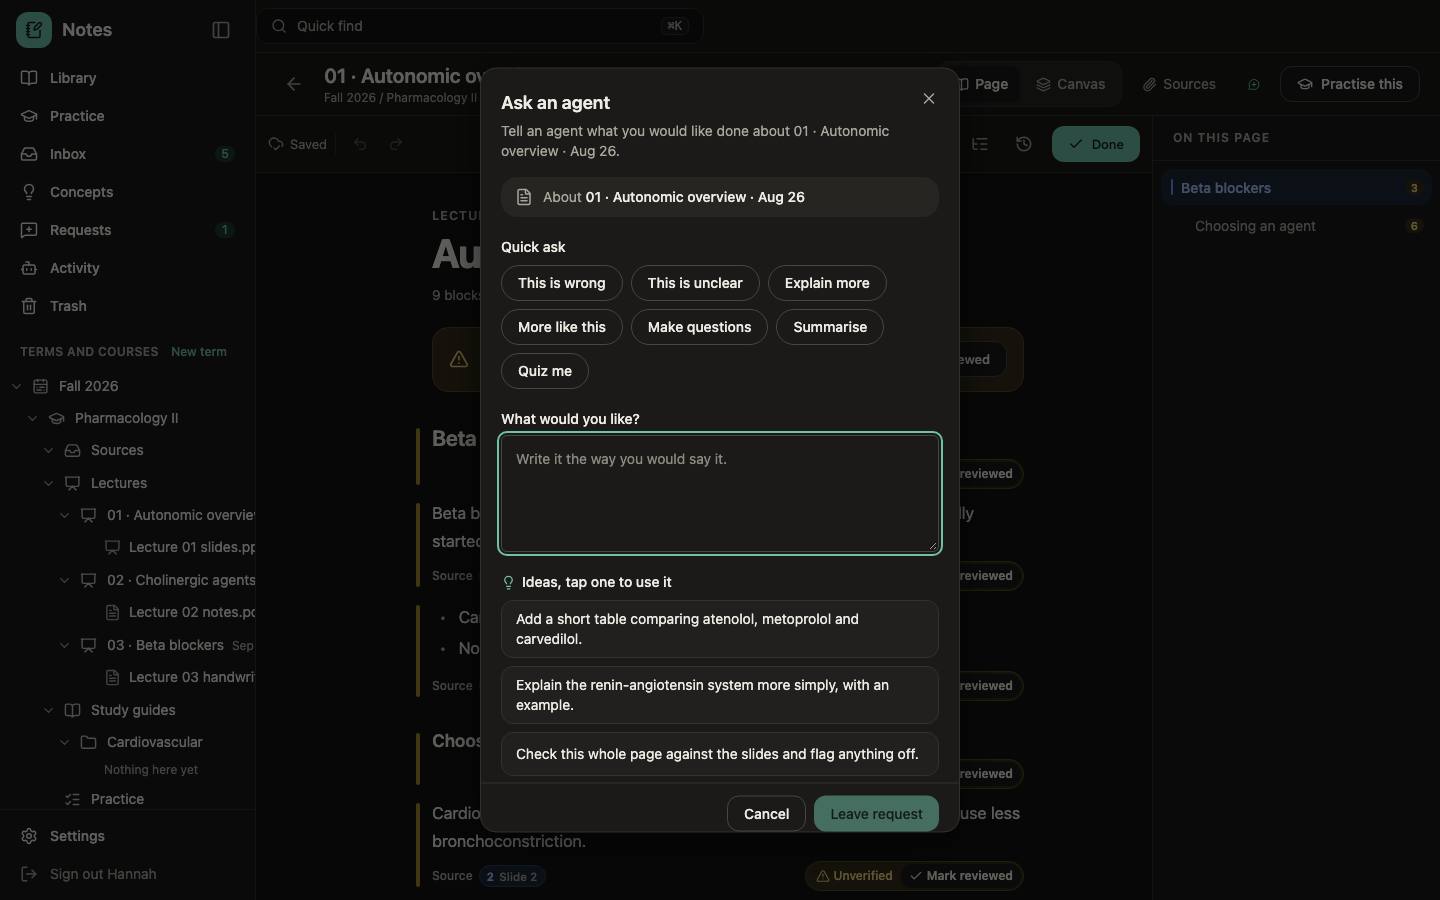 Notes
Quick find
⌘K
Library
Practice
Inbox 5
Concepts
Requests 1
Activity
Trash
TERMS AND COURSES New term
Fall 2026
Pharmacology II
Sources
Lectures
01 · Autonomic overview
Lecture 01 slides.pp
02 · Cholinergic agents
Lecture 02 notes.pd
03 · Beta blockers Sep
Lecture 03 handwrit
Study guides
Cardiovascular
Nothing here yet
Practice
Settings
Sign out Hannah
01 · Autonomic ov
Fall 2026 / Pharmacology II
Page
Canvas
Sources
Practise this
Saved
Done
ON THIS PAGE
Beta blockers 3
Choosing an agent 6
LECTU
Au
9 blocks
ewed
Beta
reviewed
Beta b
lly
started
Source
reviewed
• Ca
• No
Source
reviewed
Choos
reviewed
Cardio
use less
bronchoconstriction.
Source 2 Slide 2
Unverified
Mark reviewed
Ask an agent
Tell an agent what you would like done about 01 · Autonomic
overview · Aug 26.
About 01 · Autonomic overview · Aug 26
Quick ask
This is wrong
This is unclear
Explain more
More like this
Make questions
Summarise
Quiz me
What would you like?
Write it the way you would say it.
Ideas, tap one to use it
Add a short table comparing atenolol, metoprolol and
carvedilol.
Explain the renin-angiotensin system more simply, with an
example.
Check this whole page against the slides and flag anything off.
Cancel
Leave request